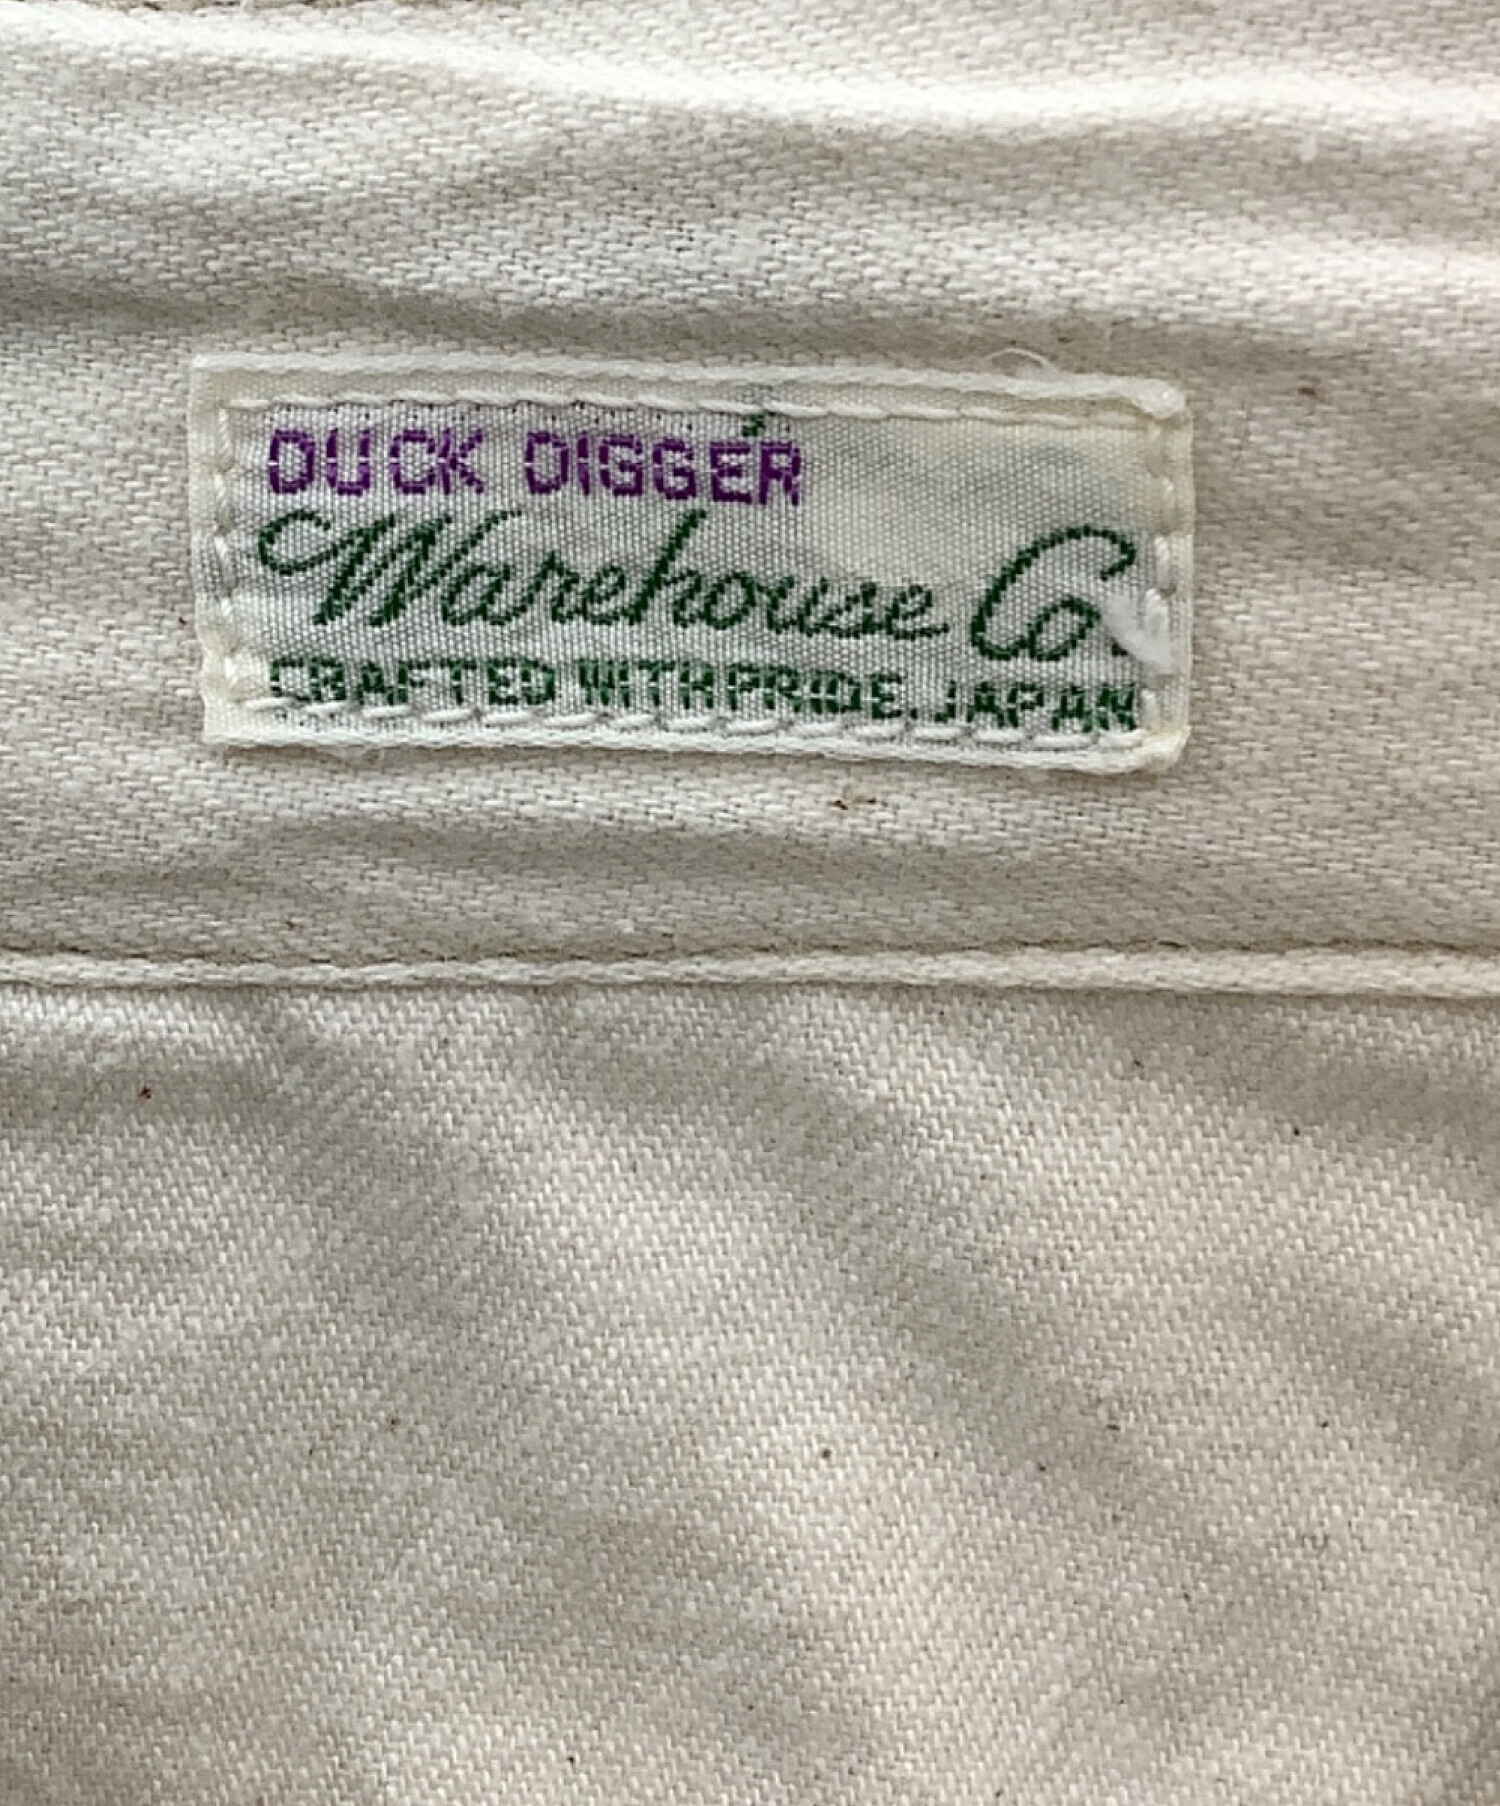 DUCK DIGGER
Warehouse Co.
CRAFTED WITH PRIDE. JAPAN